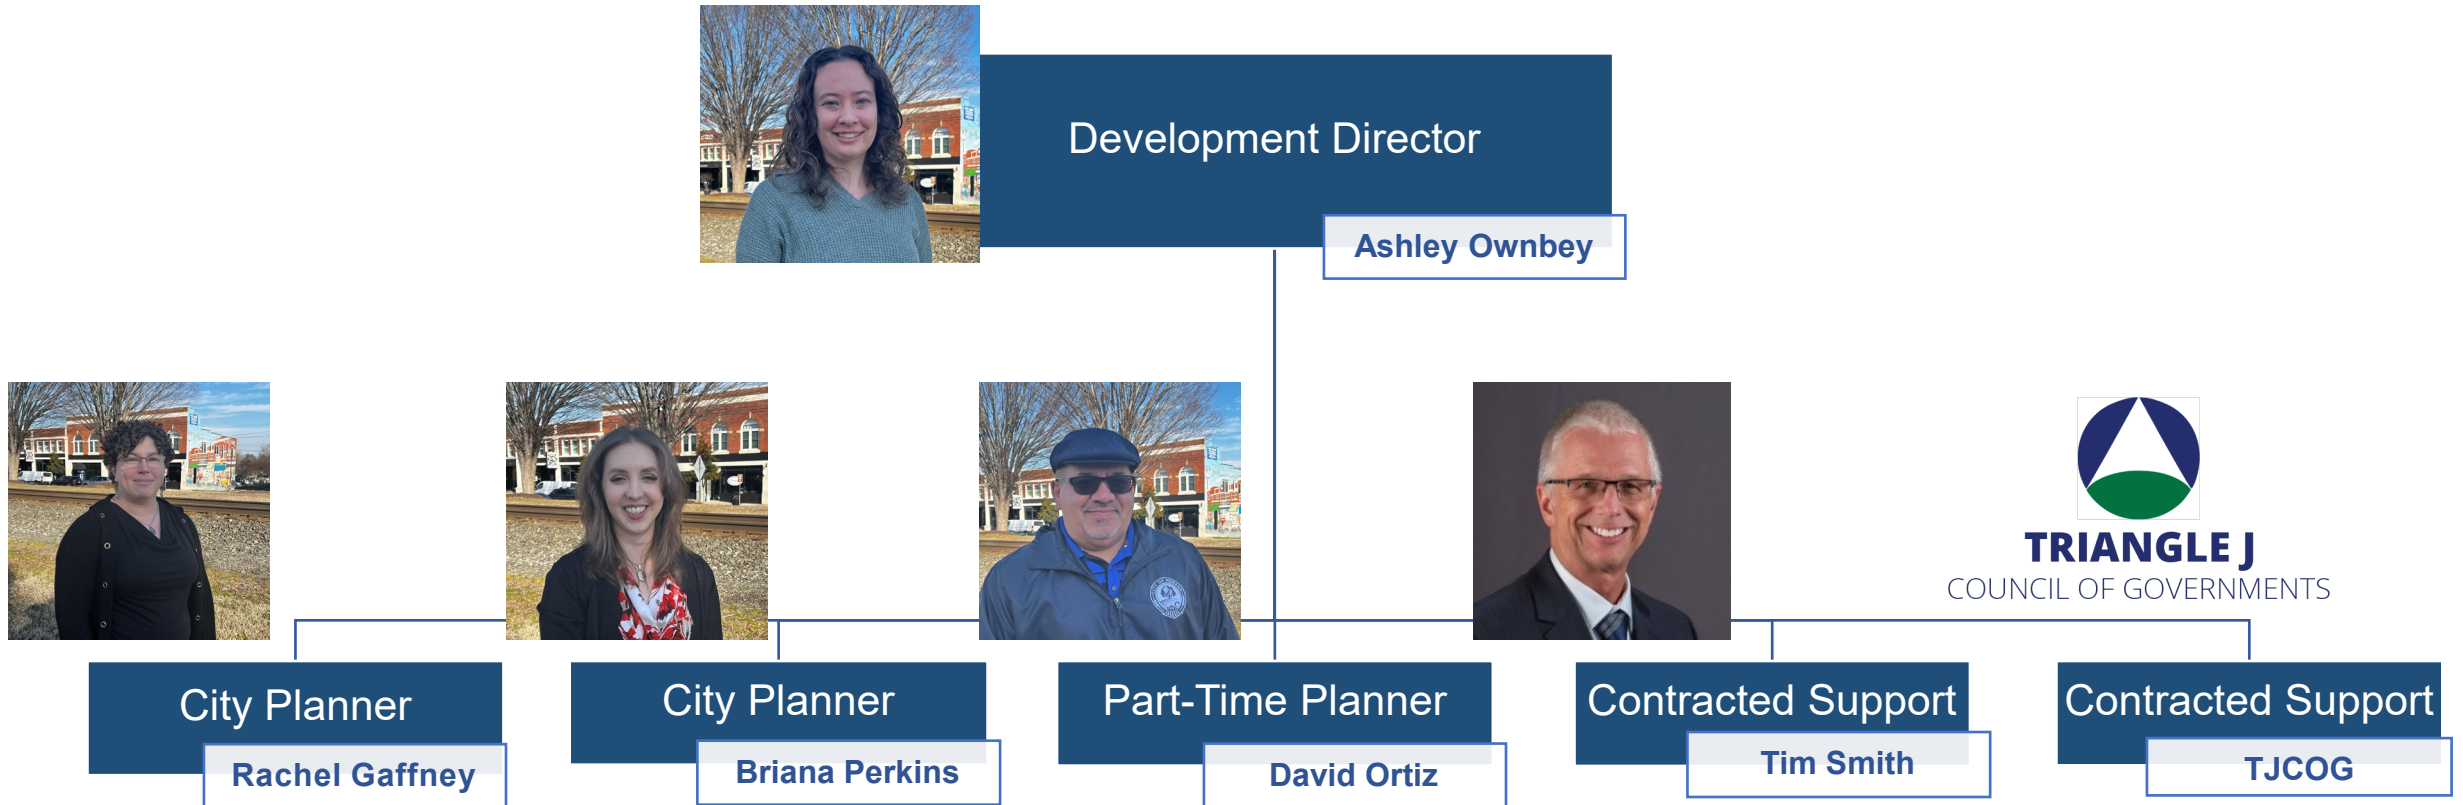 Development Director
Ashley Ownbey
TRIANGLE J
COUNCIL OF GOVERNMENTS
City Planner
Rachel Gaffney
City Planner
Briana Perkins
Part-Time Planner
David Ortiz
Contracted Support
Tim Smith
Contracted Support
TJCOG